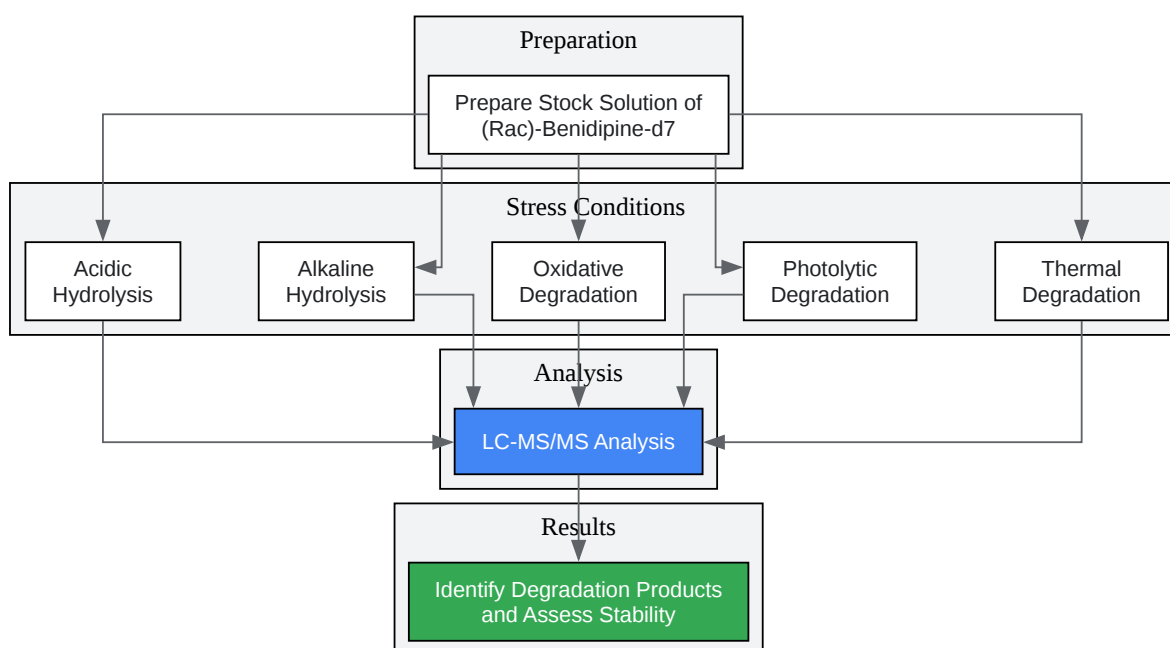 Preparation
Prepare Stock Solution of
(Rac)-Benidipine-d7
Stress Conditions
Acidic
Hydrolysis
Alkaline
Hydrolysis
Oxidative
Degradation
Photolytic
Degradation
Thermal
Degradation
Analysis
LC-MS/MS Analysis
Results
Identify Degradation Products
and Assess Stability